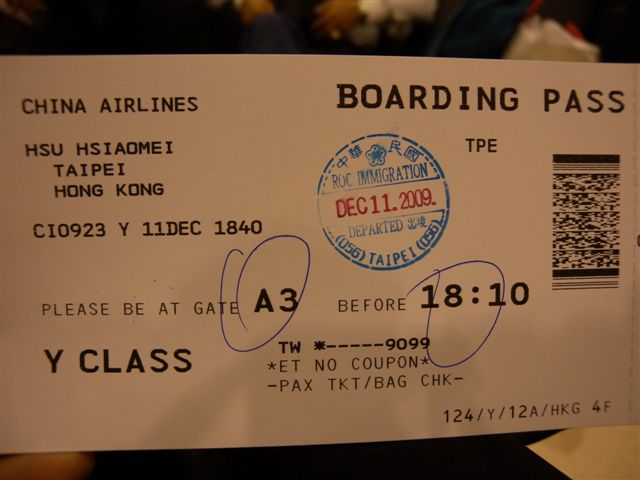 CHINA AIRLINES
BOARDING PASS
HSU HSIAOMEI
TAIPEI
HONG KONG
TPE
CI0923 Y 11DEC 1840
中華民國
ROC IMMIGRATION
DEC 11. 2009.
DEPARTED 出境
(056) TAIPEI (056)
PLEASE BE AT GATE A3 BEFORE 18:10
Y CLASS
TW *-----9099
*ET NO COUPON*
-PAX TKT/BAG CHK-
124/Y/12A/HKG 4F